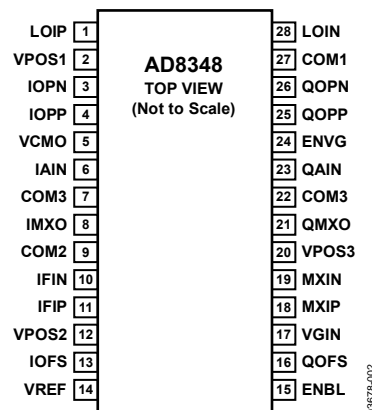 LOIP 1
VPOS1 2
IOPN 3
IOPP 4
VCMO 5
IAIN 6
COM3 7
IMXO 8
COM2 9
IFIN 10
IFIP 11
VPOS2 12
IOFS 13
VREF 14
AD8348
TOP VIEW
(Not to Scale)
28 LOIN
27 COM1
26 QOPN
25 QOPP
24 ENVG
23 QAIN
22 COM3
21 QMXO
20 VPOS3
19 MXIN
18 MXIP
17 VGIN
16 QOFS
15 ENBL